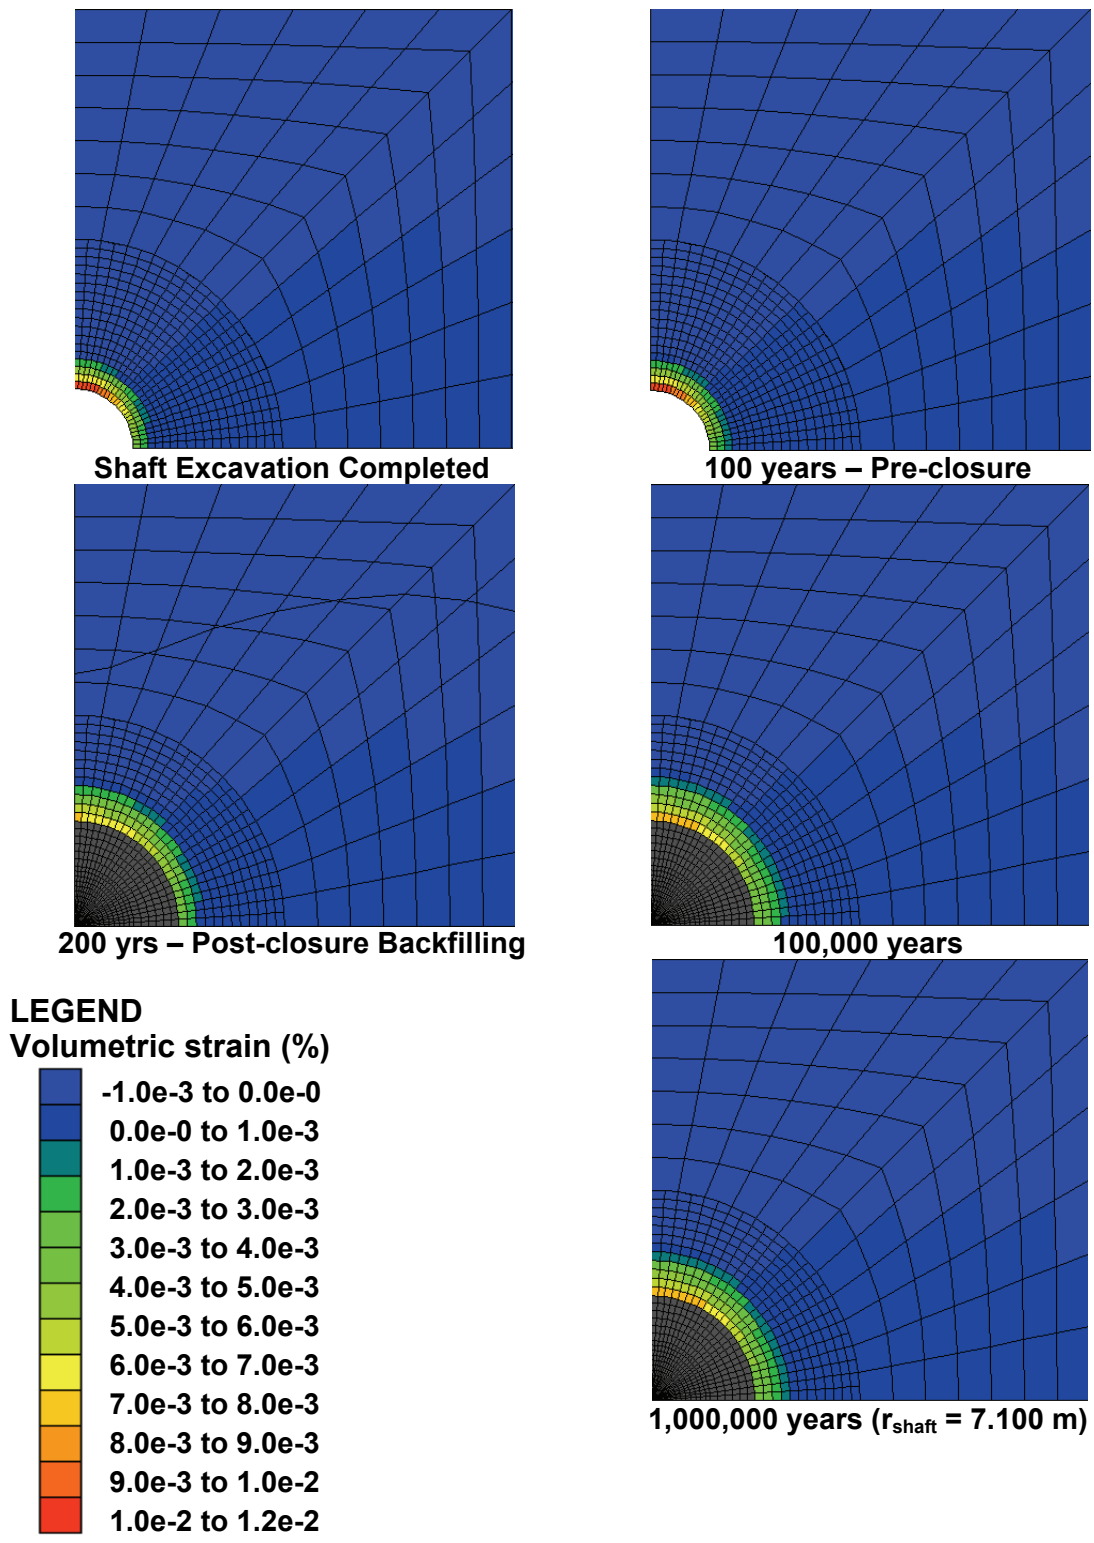 Shaft Excavation Completed
100 years – Pre-closure
200 yrs – Post-closure Backfilling
100,000 years
LEGEND
Volumetric strain (%)
-1.0e-3 to 0.0e-0
0.0e-0 to 1.0e-3
1.0e-3 to 2.0e-3
2.0e-3 to 3.0e-3
3.0e-3 to 4.0e-3
4.0e-3 to 5.0e-3
5.0e-3 to 6.0e-3
6.0e-3 to 7.0e-3
7.0e-3 to 8.0e-3
8.0e-3 to 9.0e-3
9.0e-3 to 1.0e-2
1.0e-2 to 1.2e-2
1,000,000 years (rshaft = 7.100 m)